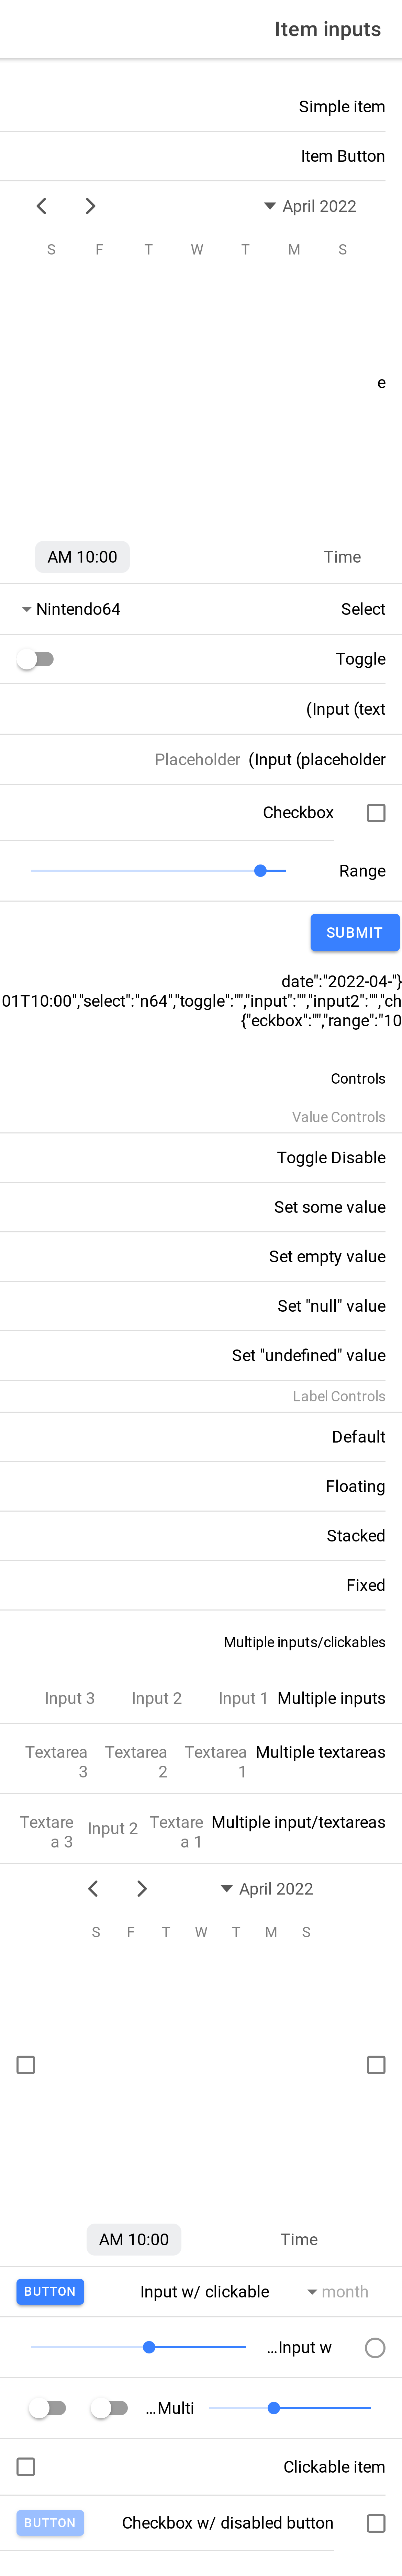 Item inputs
Simple item
Item Button
April 2022
S F T W T M S
e
AM 10:00 Time
Nintendo64 Select
Toggle
(Input (text
Placeholder (Input (placeholder
Checkbox
Range
SUBMIT
date":"2022-04-"}
01T10:00","select":"n64","toggle":"","input":"","input2":"","ch
{"eckbox":"","range":"10
Controls
Value Controls
Toggle Disable
Set some value
Set empty value
Set "null" value
Set "undefined" value
Label Controls
Default
Floating
Stacked
Fixed
Multiple inputs/clickables
Input 3 Input 2 Input 1 Multiple inputs
Textarea 3 Textarea 2 Textarea 1 Multiple textareas
Textarea 3 Input 2 Textarea 1 Multiple input/textareas
April 2022
S F T W T M S
AM 10:00 Time
BUTTON Input w/ clickable month
...Input w
...Multi
Clickable item
BUTTON Checkbox w/ disabled button